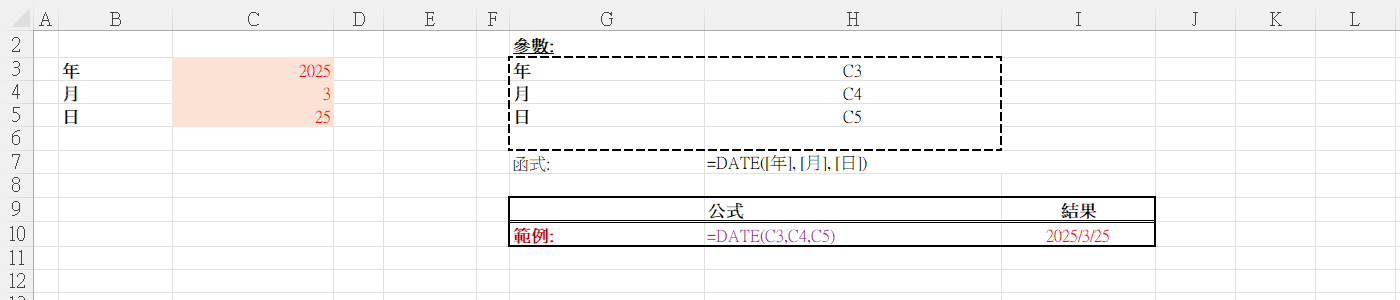 A B C D E F G H I J K L
2 參數:
3 年 2025 年 C3
4 月 3 月 C4
5 日 25 日 C5
6
7 函式: =DATE([年], [月], [日])
8
9 公式 結果
10 範例: =DATE(C3,C4,C5) 2025/3/25
11
12